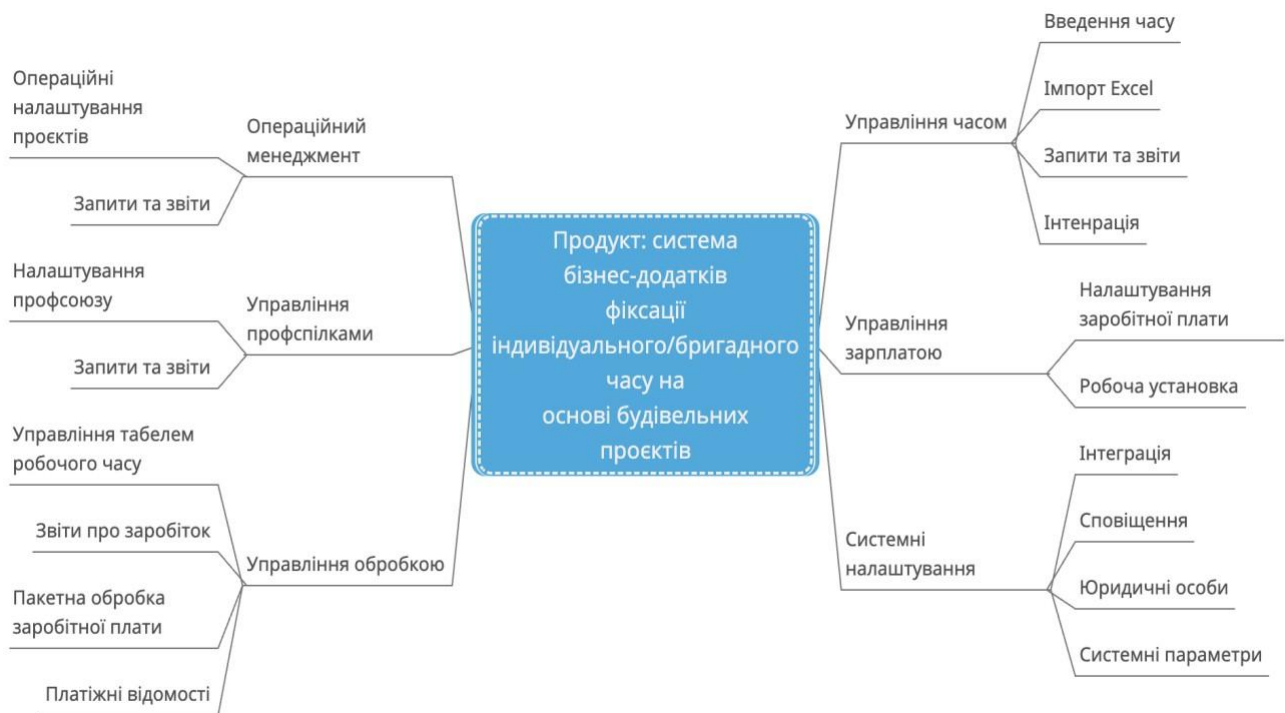 Операційні
налаштування
проєктів
Запити та звіти
Операційний
менеджмент
Налаштування
профсоюзу
Запити та звіти
Управління
профспілками
Управління табелем
робочого часу
Звіти про заробіток
Пакетна обробка
заробітної плати
Платіжні відомості
Управління обробкою
Продукт: система
бізнес-додатків
фіксації
індивідуального/бригадного
часу на
основі будівельних
проєктів
Управління часом
Введення часу
Імпорт Excel
Запити та звіти
Інтенрація
Управління
зарплатою
Налаштування
заробітної плати
Робоча установка
Системні
налаштування
Інтеграція
Сповіщення
Юридичні особи
Системні параметри